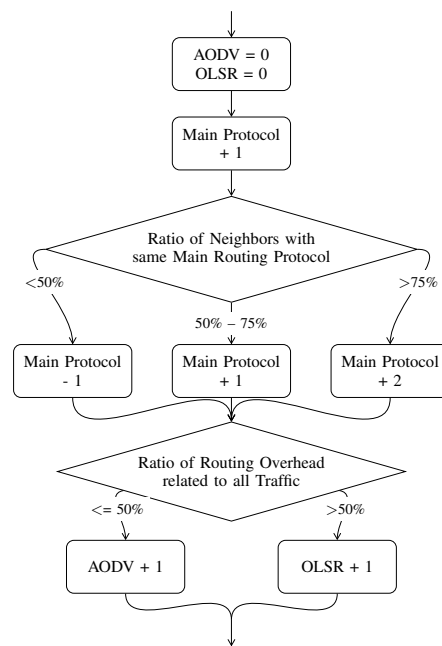 AODV = 0
OLSR = 0
Main Protocol
+ 1
Ratio of Neighbors with
same Main Routing Protocol
<50%
50% – 75%
>75%
Main Protocol
- 1
Main Protocol
+ 1
Main Protocol
+ 2
Ratio of Routing Overhead
related to all Traffic
<= 50%
>50%
AODV + 1
OLSR + 1